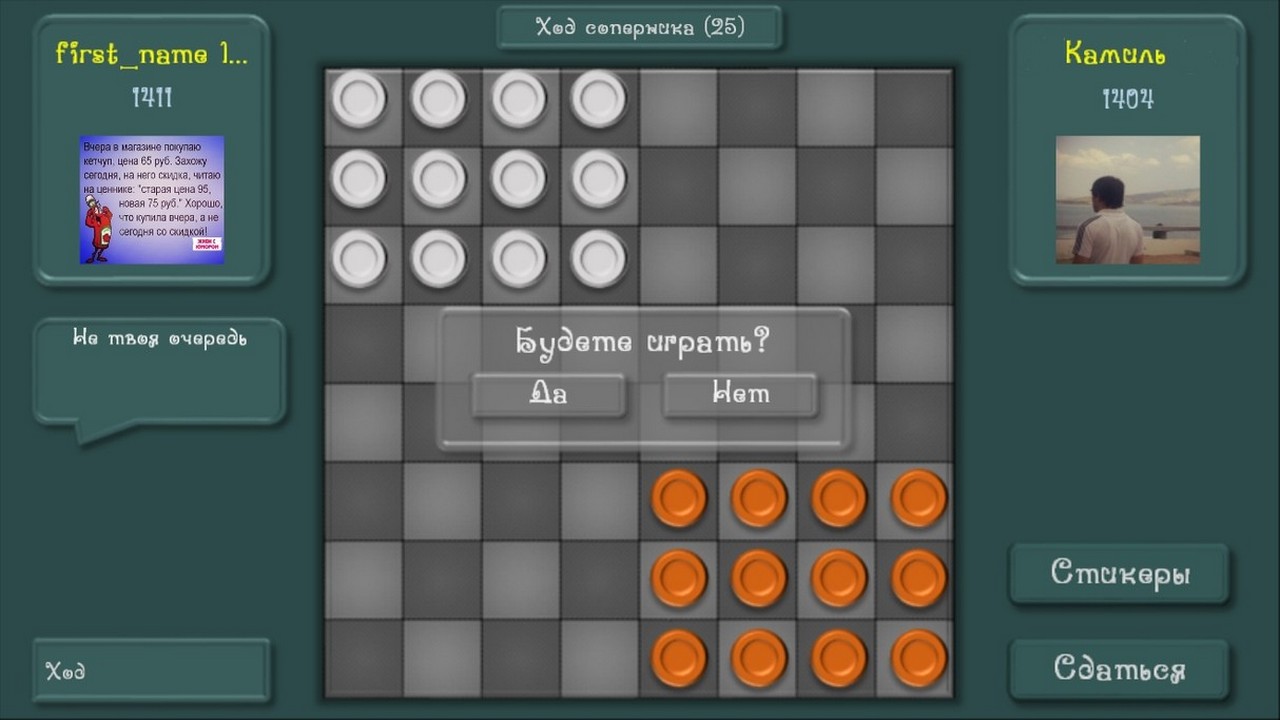 Ход соперника (25)
first_name l...
1411
Вчера в магазине покупаю
кетчуп, цена 65 руб. Захожу
сегодня, на него скидка, читаю
на ценнике: "старая цена 95,
новая 75 руб." Хорошо,
что купила вчера, а не
сегодня со скидкой!
ЖИВИ С
ЮМОРОМ
Камиль
1404
Не твоя очередь
Будете играть?
Да
Нет
Стикеры
Ход
Сдаться